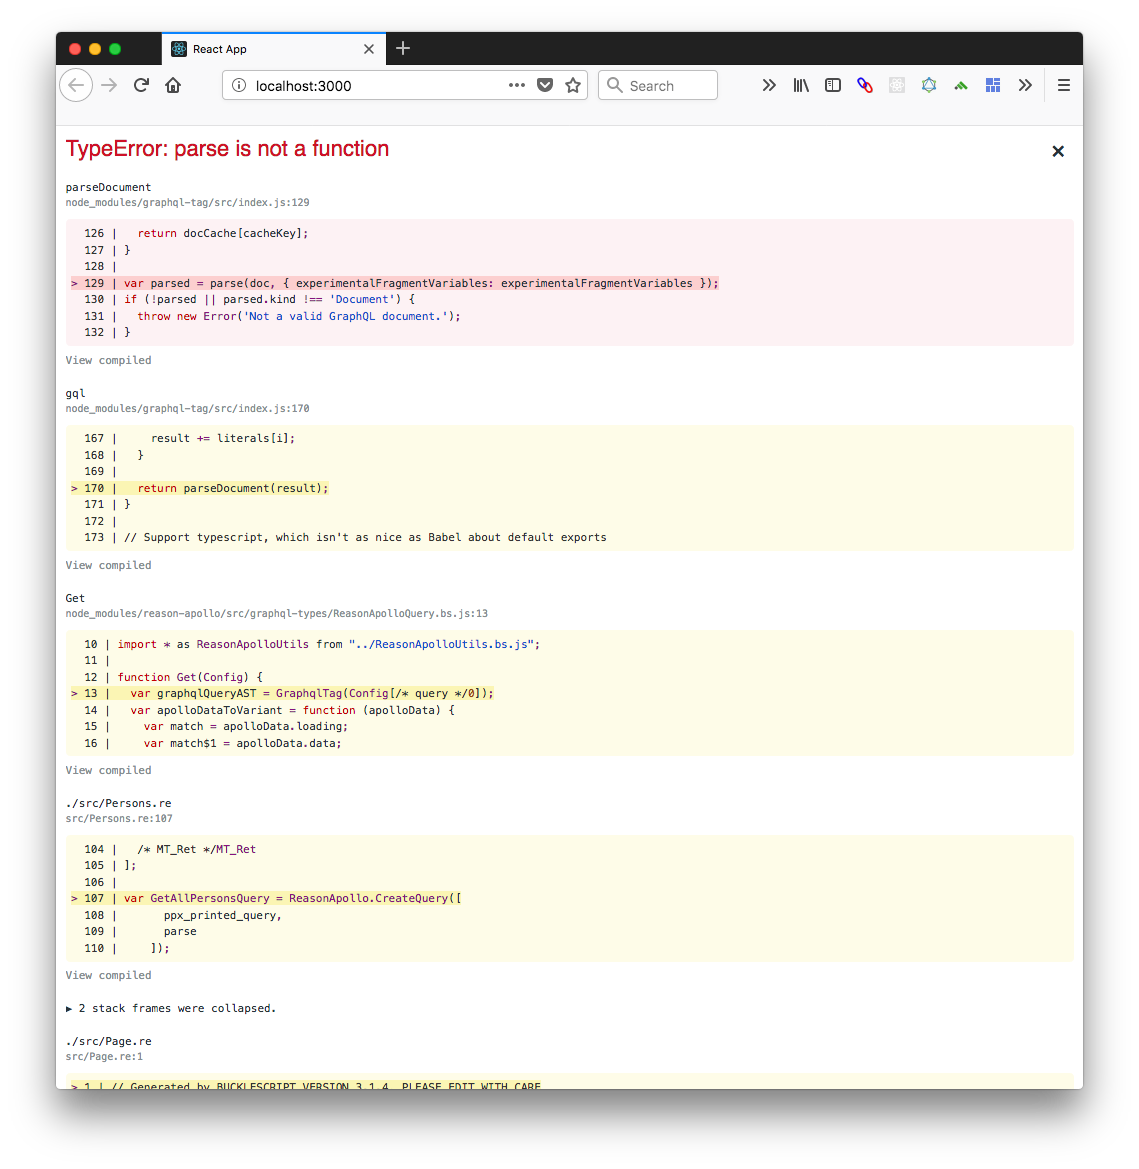 React App
localhost:3000
Search
TypeError: parse is not a function
parseDocument
node_modules/graphql-tag/src/index.js:129
126 |   return docCache[cacheKey];
127 | }
128 |
> 129 | var parsed = parse(doc, { experimentalFragmentVariables: experimentalFragmentVariables });
130 | if (!parsed || parsed.kind !== 'Document') {
131 |   throw new Error('Not a valid GraphQL document.');
132 | }
View compiled
gql
node_modules/graphql-tag/src/index.js:170
167 |     result += literals[i];
168 |   }
169 |
> 170 |   return parseDocument(result);
171 | }
172 |
173 | // Support typescript, which isn't as nice as Babel about default exports
View compiled
Get
node_modules/reason-apollo/src/graphql-types/ReasonApolloQuery.bs.js:13
10 | import * as ReasonApolloUtils from "../ReasonApolloUtils.bs.js";
11 |
12 | function Get(Config) {
> 13 |   var graphqlQueryAST = GraphqlTag(Config[/* query */0]);
14 |   var apolloDataToVariant = function (apolloData) {
15 |     var match = apolloData.loading;
16 |     var match$1 = apolloData.data;
View compiled
./src/Persons.re
src/Persons.re:107
104 |   /* MT_Ret */MT_Ret
105 | ];
106 |
> 107 | var GetAllPersonsQuery = ReasonApollo.CreateQuery([
108 |       ppx_printed_query,
109 |       parse
110 |     ]);
View compiled
▶ 2 stack frames were collapsed.
./src/Page.re
src/Page.re:1
> 1 | // Generated by BUCKLESCRIPT VERSION 3.1.4, PLEASE EDIT WITH CARE